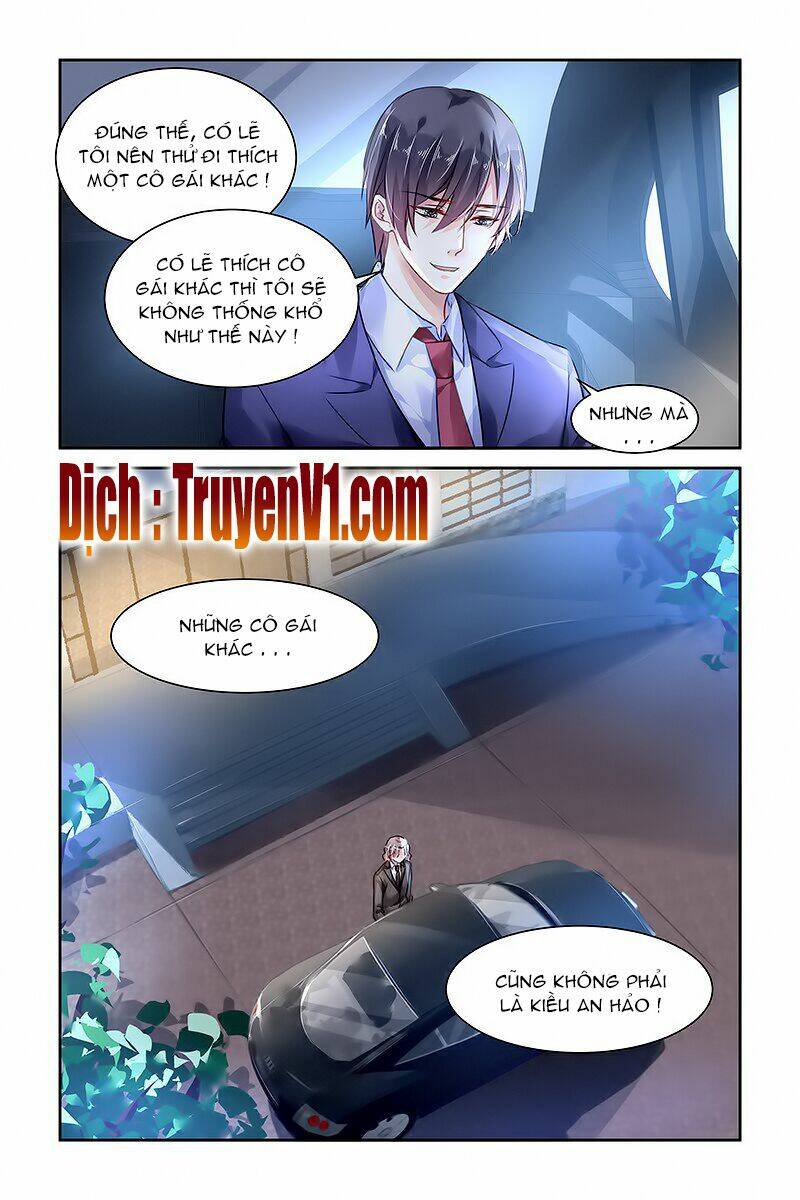 ĐÚNG THẾ, CÓ LẼ
TÔI NÊN THỬ ĐI THÍCH
MỘT CÔ GÁI KHÁC !
CÓ LẼ THÍCH CÔ
GÁI KHÁC THÌ TÔI SẼ
KHÔNG THỐNG KHỔ
NHƯ THẾ NÀY !
NHƯNG MÀ
. . .
Dịch : TruyenV1.com
NHỮNG CÔ GÁI
KHÁC . . .
CŨNG KHÔNG PHẢI
LÀ KIỀU AN HẢO !